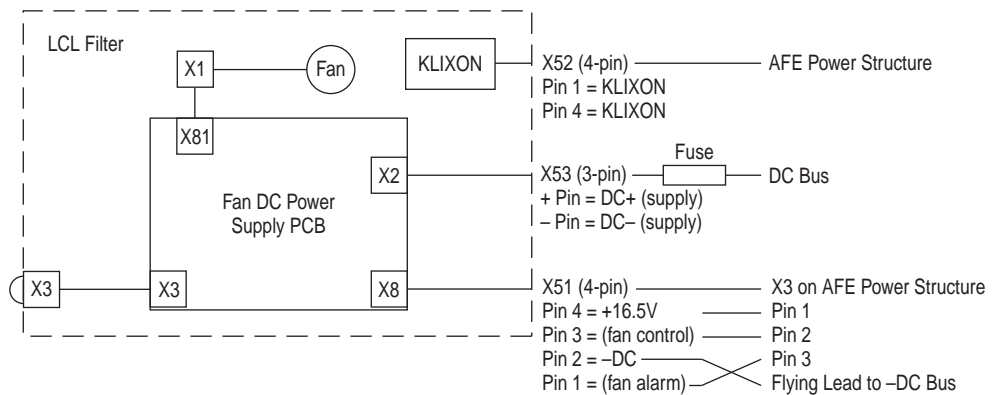 LCL Filter
X1
Fan
KLIXON
X52 (4-pin)
AFE Power Structure
Pin 1 = KLIXON
Pin 4 = KLIXON
X81
Fuse
X2
X53 (3-pin)
DC Bus
+ Pin = DC+ (supply)
– Pin = DC– (supply)
Fan DC Power
Supply PCB
X3
X3
X8
X51 (4-pin)
X3 on AFE Power Structure
Pin 4 = +16.5V
Pin 1
Pin 3 = (fan control)
Pin 2
Pin 2 = –DC
Pin 3
Pin 1 = (fan alarm)
Flying Lead to –DC Bus